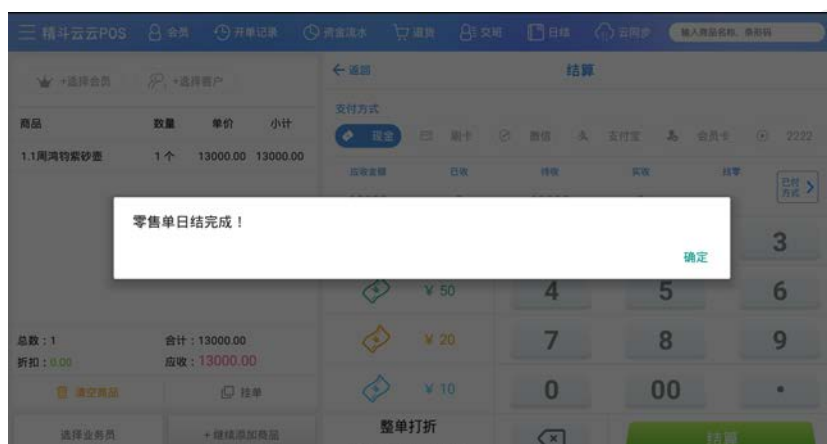 精斗云云POS 会员 开单记录 资金流水 退货 交班 日结 云同步 输入商品名称、条形码
+选择会员 +选择客户
商品 数量 单价 小计
1.1周鸿钧紫砂壶 1个 13000.00 13000.00
总数:1 合计:13000.00
折扣:0.00 应收:13000.00
清空商品 挂单
选择业务员 +继续添加商品
返回 结算
支付方式
现金 刷卡 微信 支付宝 会员卡 2222
应收金额 已收 待收 实收 找零
已付方式
零售单日结完成！
确定
3
¥ 50 4 5 6
¥ 20 7 8 9
¥ 10 0 00 .
整单打折 结算